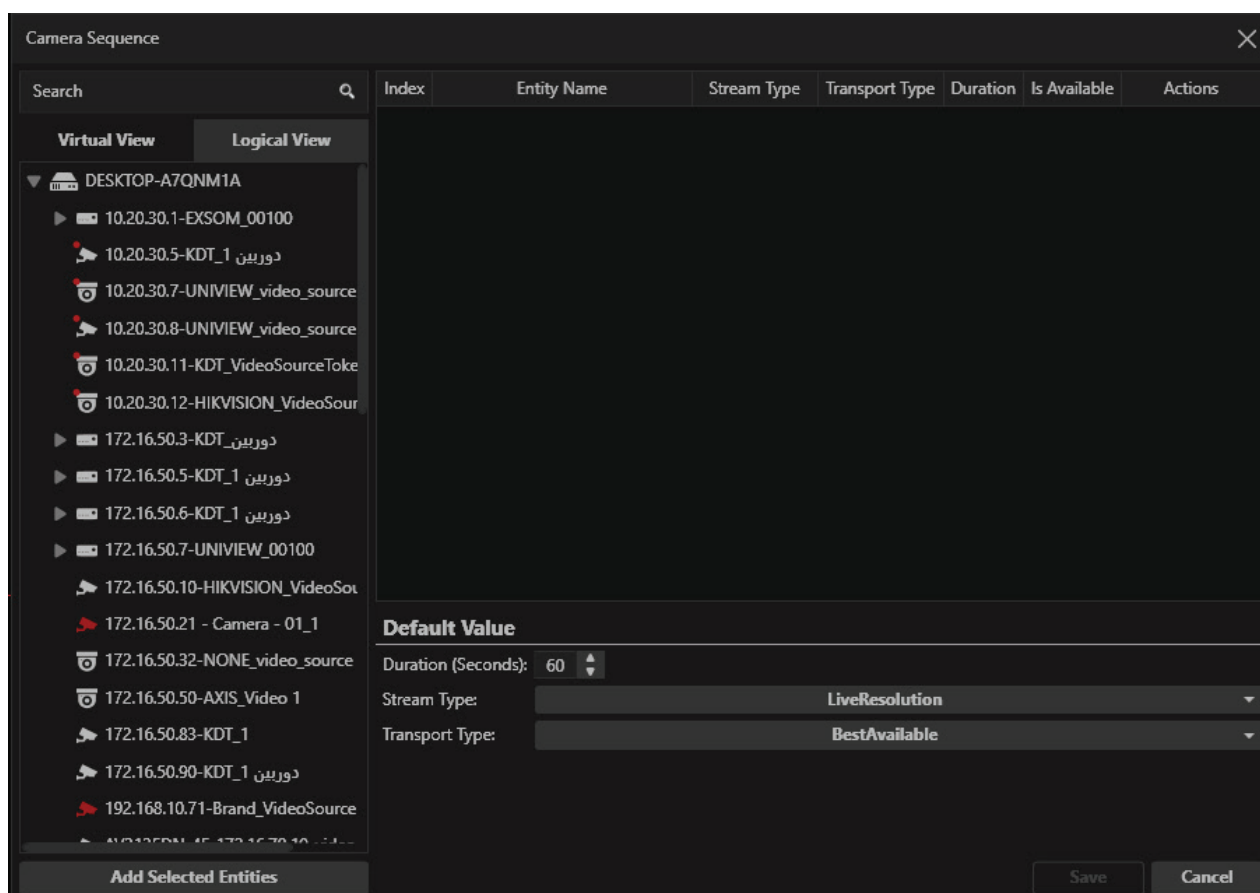 Camera Sequence
Search
Index Entity Name Stream Type Transport Type Duration Is Available Actions
Virtual View Logical View
DESKTOP-A7QNM1A
10.20.30.1-EXSOM_00100
10.20.30.5-KDT_1 دوربین
10.20.30.7-UNIVIEW_video_source
10.20.30.8-UNIVIEW_video_source
10.20.30.11-KDT_VideoSourceToke
10.20.30.12-HIKVISION_VideoSour
172.16.50.3-KDT_دوربین
172.16.50.5-KDT_1 دوربین
172.16.50.6-KDT_1 دوربین
172.16.50.7-UNIVIEW_00100
172.16.50.10-HIKVISION_VideoSou
172.16.50.21 - Camera - 01_1
172.16.50.32-NONE_video_source
172.16.50.50-AXIS_Video 1
172.16.50.83-KDT_1
172.16.50.90-KDT_1 دوربین
192.168.10.71-Brand_VideoSource
Add Selected Entities
Default Value
Duration (Seconds): 60
Stream Type: LiveResolution
Transport Type: BestAvailable
Save Cancel